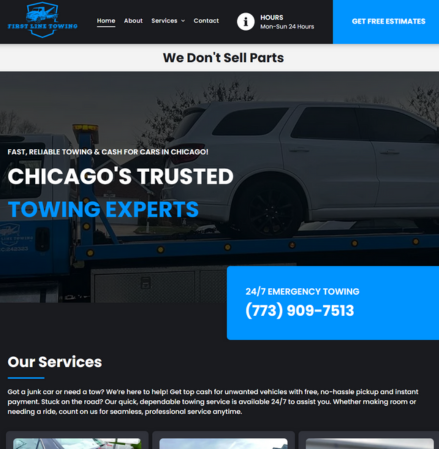 FIRST LINE TOWING
Home About Services Contact
HOURS
Mon-Sun 24 Hours
GET FREE ESTIMATES
We Don't Sell Parts
FAST, RELIABLE TOWING & CASH FOR CARS IN CHICAGO!
CHICAGO'S TRUSTED
TOWING EXPERTS
24/7 EMERGENCY TOWING
(773) 909-7513
Our Services
Got a junk car or need a tow? We're here to help! Get top cash for unwanted vehicles with free, no-hassle pickup and instant
payment. Stuck on the road? Our quick, dependable towing service is available 24/7 to assist you. Whether making room or
needing a ride, count on us for seamless, professional service anytime.